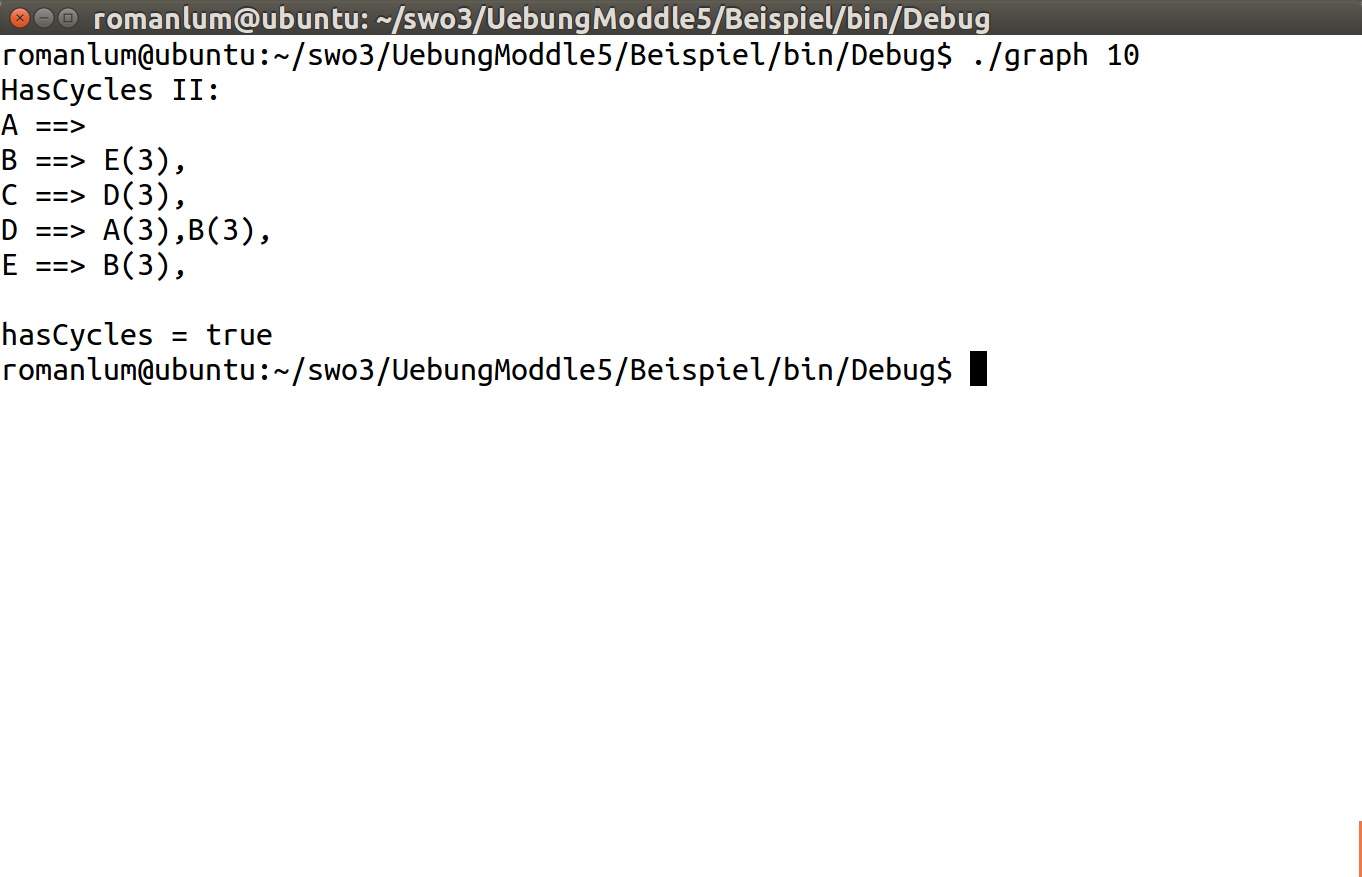 romanlum@ubuntu: ~/swo3/UebungModdle5/Beispiel/bin/Debug
romanlum@ubuntu:~/swo3/UebungModdle5/Beispiel/bin/Debug$ ./graph 10
HasCycles II:
A ==>
B ==> E(3),
C ==> D(3),
D ==> A(3),B(3),
E ==> B(3),
hasCycles = true
romanlum@ubuntu:~/swo3/UebungModdle5/Beispiel/bin/Debug$